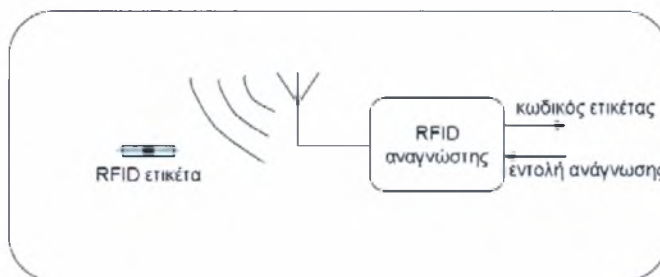 κωδικός ετικέτας
RFID
αναγνώστης
εντολή ανάγνωσης
RFID ετικέτα